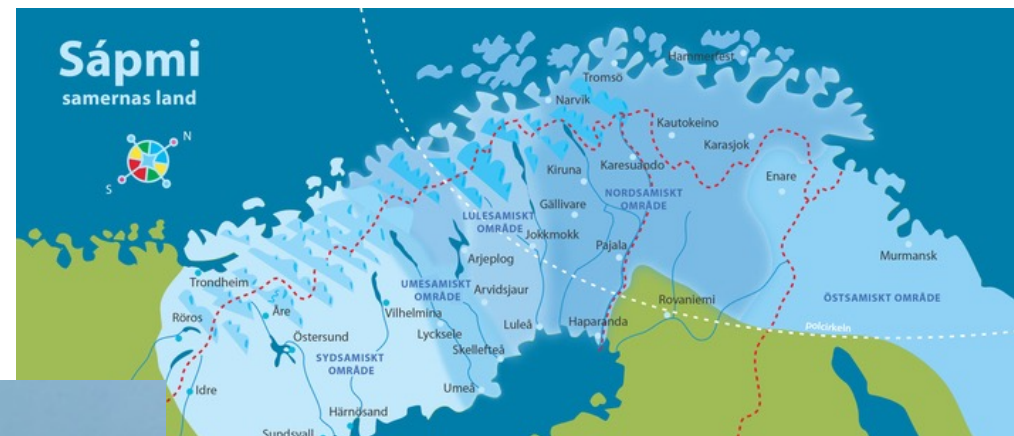 Sápmi
samernas land
N
S
Hammerfest
Tromsö
Narvik
Kautokeino
Karasjok
Kiruna
Karesuando
Enare
NORDSAMISKT
OMRÅDE
Gällivare
LULESAMISKT
OMRÅDE
Jokkmokk
Pajala
Murmansk
Arjeplog
Trondheim
UMESAMISKT
OMRÅDE
Arvidsjaur
ÖSTSAMISKT OMRÅDE
Rovaniemi
Röros
Åre
Vilhelmina
Luleå
Haparanda
polcirkeln
Östersund
Lycksele
Skellefteå
SYDSAMISKT
OMRÅDE
Idre
Umeå
Härnösand
Sundsvall